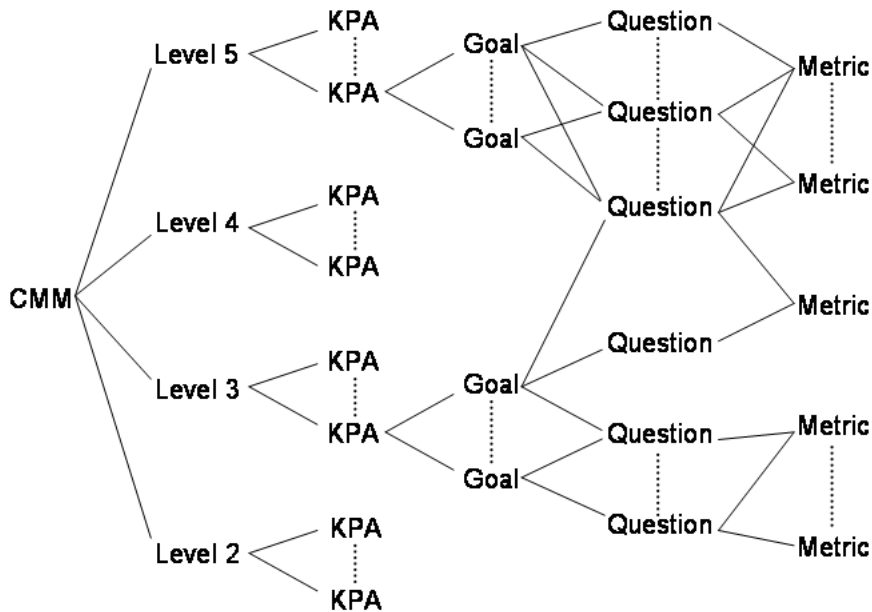 CMM
Level 5
Level 4
Level 3
Level 2
KPA
KPA
KPA
KPA
KPA
KPA
KPA
KPA
Goal
Goal
Goal
Goal
Question
Question
Question
Question
Question
Question
Metric
Metric
Metric
Metric
Metric